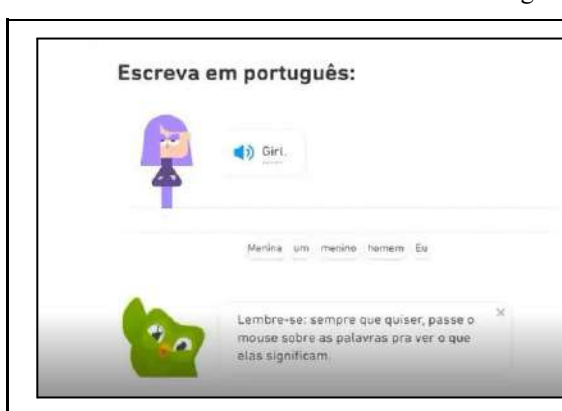 Escreva em português:
Girl.
Menina um menino homem Eu
Lembre-se: sempre que quiser, passe o
mouse sobre as palavras pra ver o que
elas significam.